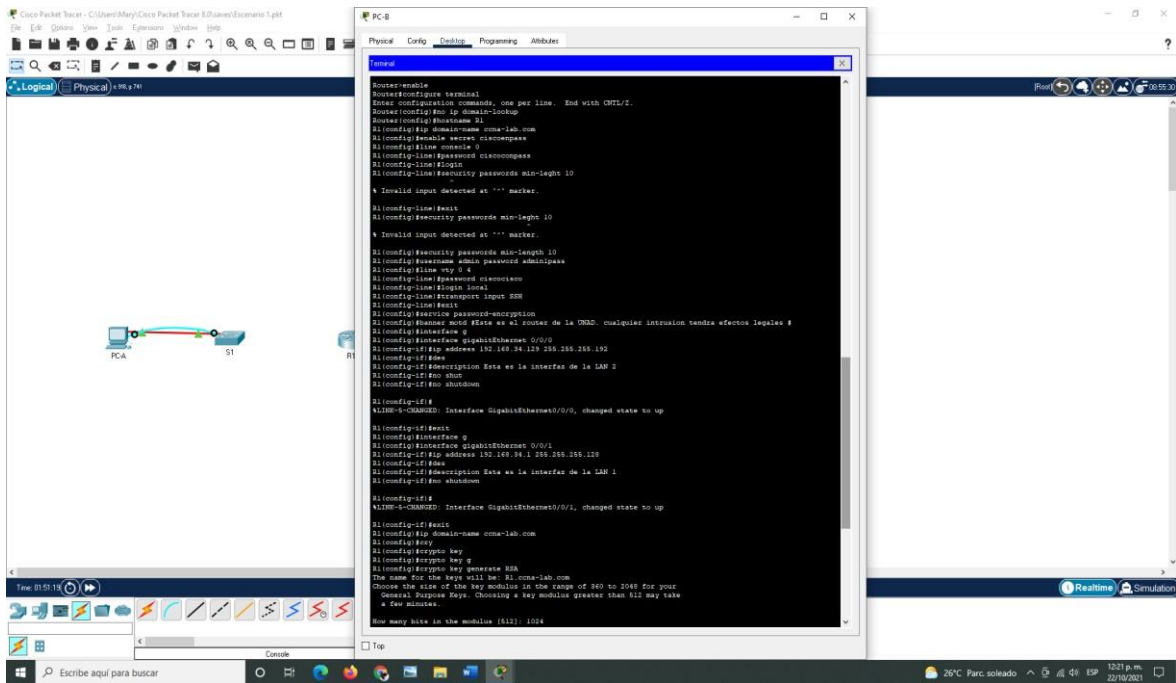 Cisco Packet Tracer - C:\Users\Mary\Cisco Packet Tracer 8.0\saves\Escenario 1.pkt
File Edit Options View Tools Extensions Window Help
Logical Physical
[Root] 08:55:30
PC-A
S1
R1
PC-B
Physical Config Desktop Programming Attributes
Terminal
Router>enable
Router#configure terminal
Enter configuration commands, one per line. End with CNTL/Z.
Router(config)#no ip domain-lookup
Router(config)#hostname R1
R1(config)#ip domain-name ccna-lab.com
R1(config)#enable secret ciscoenpass
R1(config)#line console 0
R1(config-line)#password ciscoconpass
R1(config-line)#login
R1(config-line)#security passwords min-leght 10
^
% Invalid input detected at '^' marker.
R1(config-line)#exit
R1(config)#security passwords min-leght 10
^
% Invalid input detected at '^' marker.
R1(config)#security passwords min-length 10
R1(config)#username admin password admin1pass
R1(config)#line vty 0 4
R1(config-line)#password ciscocisco
R1(config-line)#login local
R1(config-line)#transport input SSH
R1(config-line)#exit
R1(config)#service password-encryption
R1(config)#banner motd #Este es el router de la UNAD. cualquier intrusion tendra efectos legales #
R1(config)#interface g
R1(config)#interface gigabitEthernet 0/0/0
R1(config-if)#ip address 192.168.34.129 255.255.255.192
R1(config-if)#des
R1(config-if)#description Esta es la interfas de la LAN 2
R1(config-if)#no shut
R1(config-if)#no shutdown
R1(config-if)#
%LINK-5-CHANGED: Interface GigabitEthernet0/0/0, changed state to up
R1(config-if)#exit
R1(config)#interface g
R1(config)#interface gigabitEthernet 0/0/1
R1(config-if)#ip address 192.168.34.1 255.255.255.128
R1(config-if)#des
R1(config-if)#description Esta es la interfaz de la LAN 1
R1(config-if)#no shutdown
R1(config-if)#
%LINK-5-CHANGED: Interface GigabitEthernet0/0/1, changed state to up
R1(config-if)#exit
R1(config)#ip domain-name ccna-lab.com
R1(config)#cry
R1(config)#crypto key
R1(config)#crypto key g
R1(config)#crypto key generate RSA
The name for the keys will be: R1.ccna-lab.com
Choose the size of the key modulus in the range of 360 to 2048 for your
General Purpose Keys. Choosing a key modulus greater than 512 may take
a few minutes.
How many bits in the modulus [512]: 1024
Top
Time: 01:51:19
Realtime Simulation
Console
Escribe aquí para buscar
26°C Parc. soleado ESP 12:21 p. m.
22/10/2021